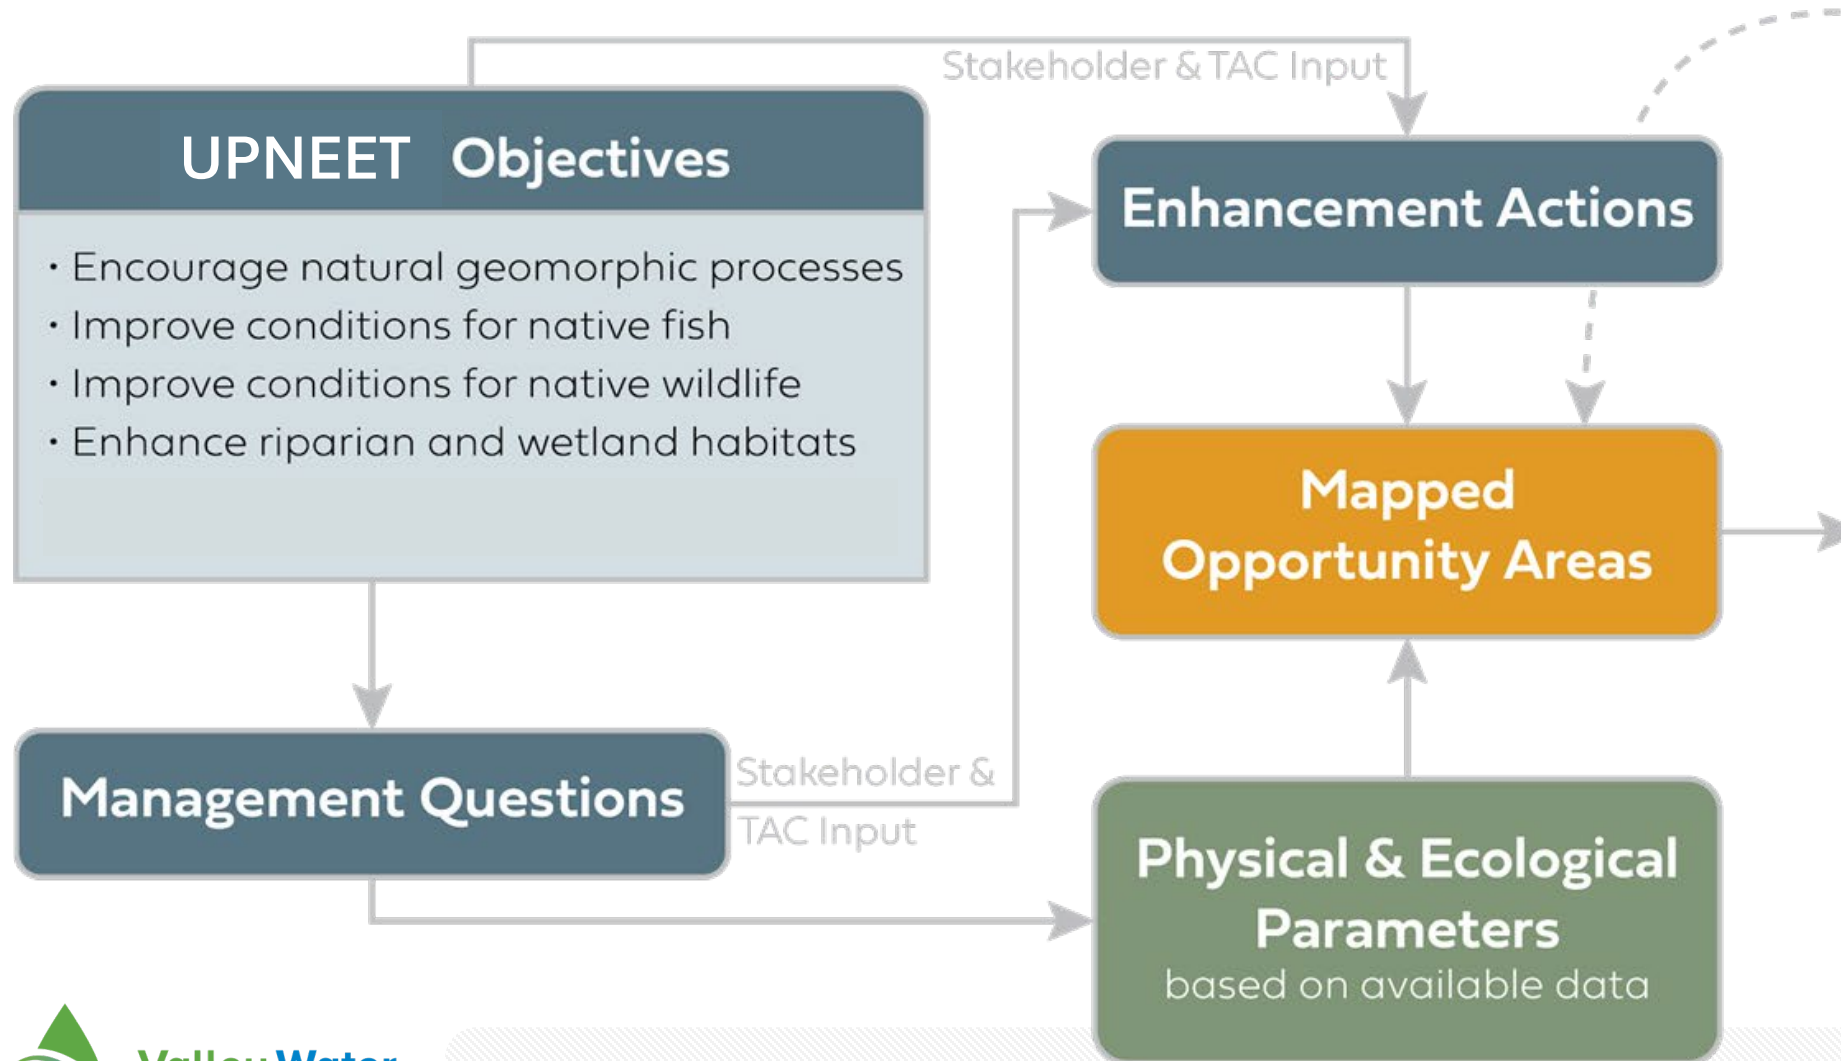 Stakeholder & TAC Input
UPNEET Objectives
• Encourage natural geomorphic processes
• Improve conditions for native fish
• Improve conditions for native wildlife
• Enhance riparian and wetland habitats
Enhancement Actions
Mapped
Opportunity Areas
Management Questions
Stakeholder &
TAC Input
Physical & Ecological
Parameters
based on available data
Valley Water